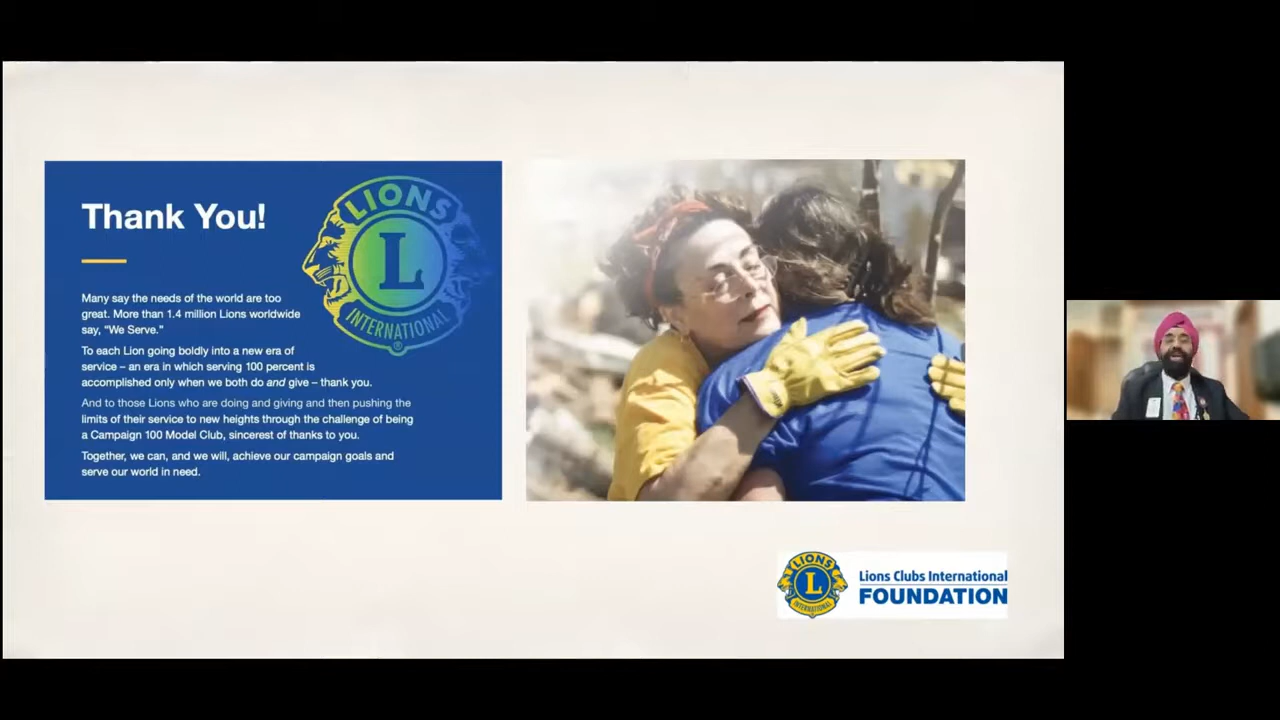 Thank You!
LIONS
L
INTERNATIONAL
®
Many say the needs of the world are too
great. More than 1.4 million Lions worldwide
say, “We Serve.”
To each Lion going boldly into a new era of
service – an era in which serving 100 percent is
accomplished only when we both do and give – thank you.
And to those Lions who are doing and giving and then pushing the
limits of their service to new heights through the challenge of being
a Campaign 100 Model Club, sincerest of thanks to you.
Together, we can, and we will, achieve our campaign goals and
serve our world in need.
LIONS
L
INTERNATIONAL
Lions Clubs International
FOUNDATION